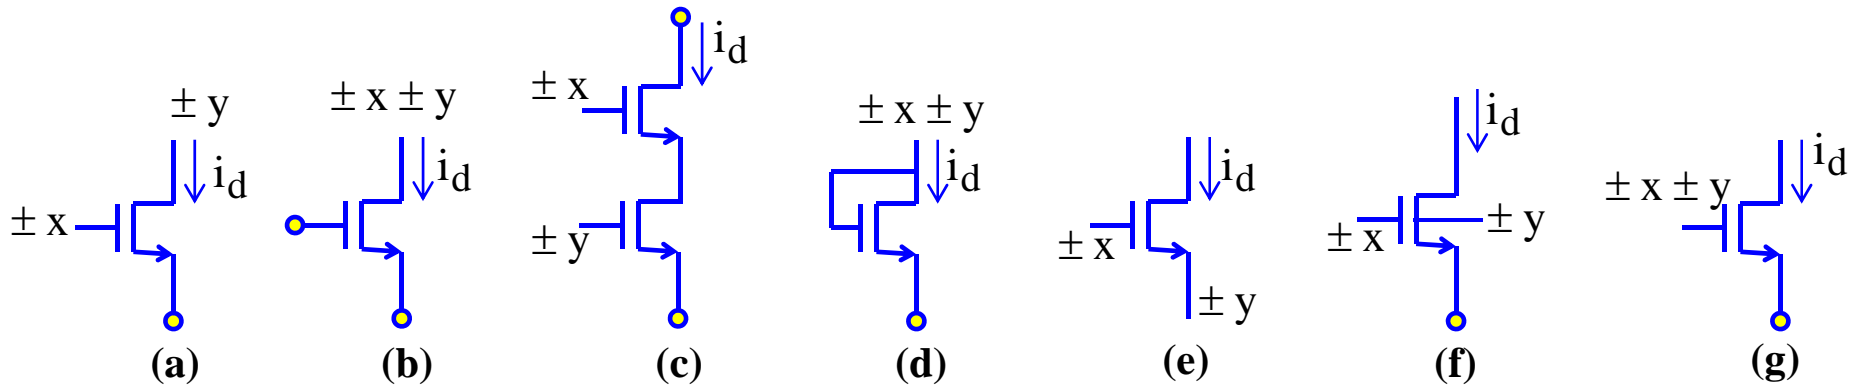 ± y
± x
i_d
(a)
± x ± y
i_d
(b)
i_d
± x
± y
(c)
± x ± y
i_d
(d)
i_d
± x
± y
(e)
i_d
± x
± y
(f)
± x ± y
i_d
(g)